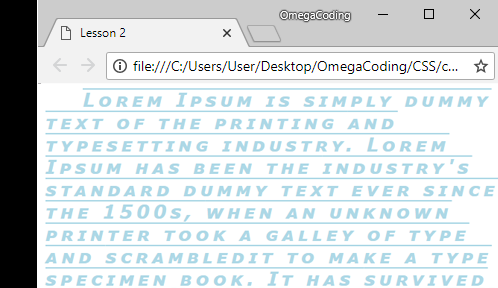 OmegaCoding
Lesson 2
file:///C:/Users/User/Desktop/OmegaCoding/CSS/c...
Lorem Ipsum is simply dummy
text of the printing and
typesetting industry. Lorem
Ipsum has been the industry's
standard dummy text ever since
the 1500s, when an unknown
printer took a galley of type
and scrambledit to make a type
specimen book. It has survived